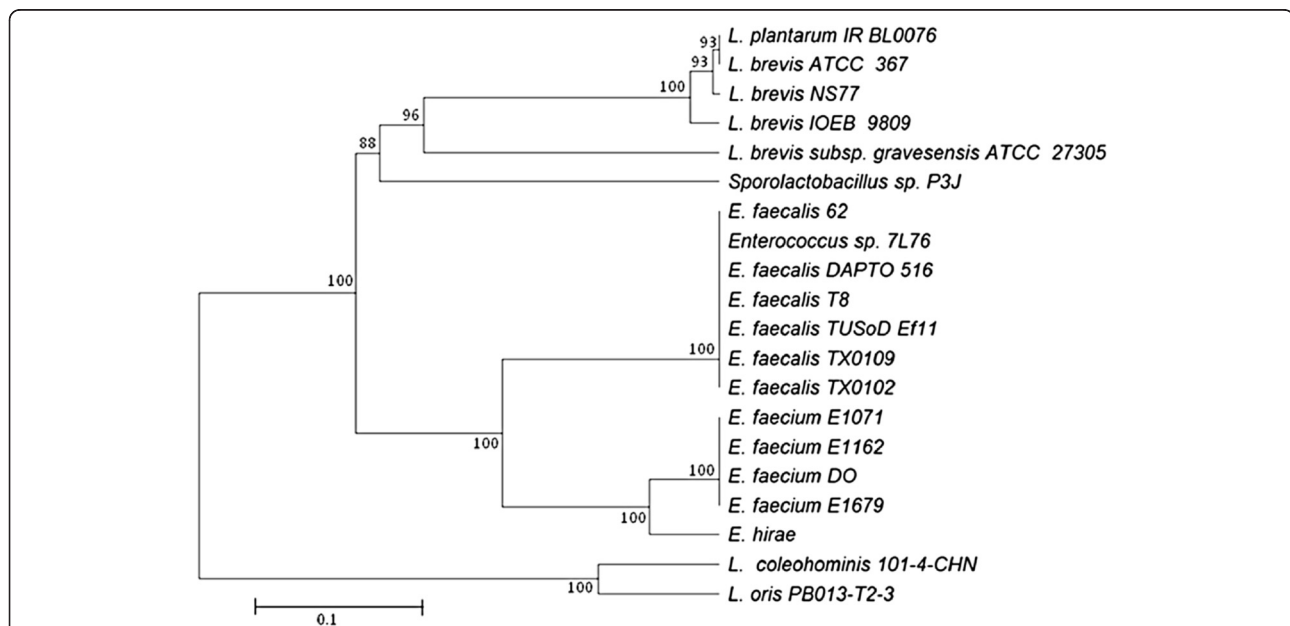 L. plantarum IR BL0076
93
L. brevis ATCC 367
93
L. brevis NS77
100
L. brevis IOEB 9809
96
88
L. brevis subsp. gravesensis ATCC 27305
Sporolactobacillus sp. P3J
E. faecalis 62
Enterococcus sp. 7L76
E. faecalis DAPTO 516
100
E. faecalis T8
E. faecalis TUSoD Ef11
100
E. faecalis TX0109
E. faecalis TX0102
E. faecium E1071
100
E. faecium E1162
100
E. faecium DO
E. faecium E1679
100
E. hirae
L. coleohominis 101-4-CHN
100
L. oris PB013-T2-3
0.1